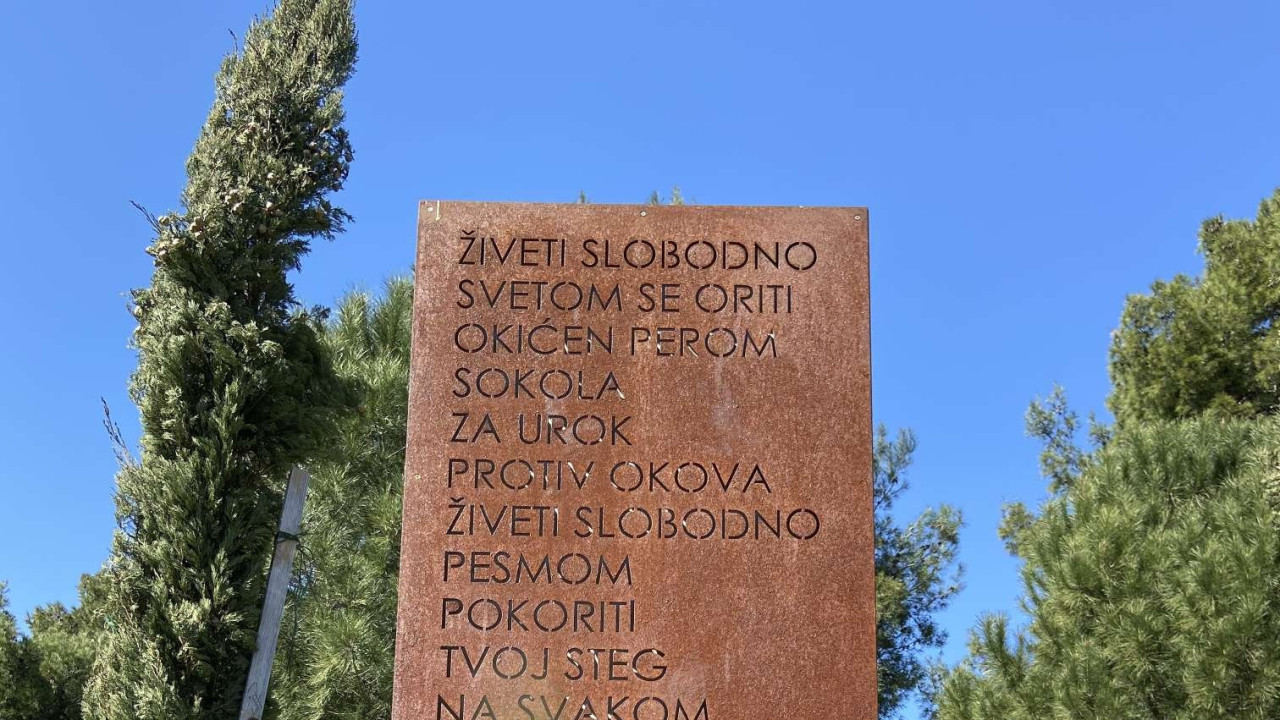 ŽIVETI SLOBODNO
SVETOM SE ORITI
OKIĆEN PEROM
SOKOLA
ZA UROK
PROTIV OKOVA
ŽIVETI SLOBODNO
PESMOM
POKORITI
TVOJ STEG
NA SVAKOM